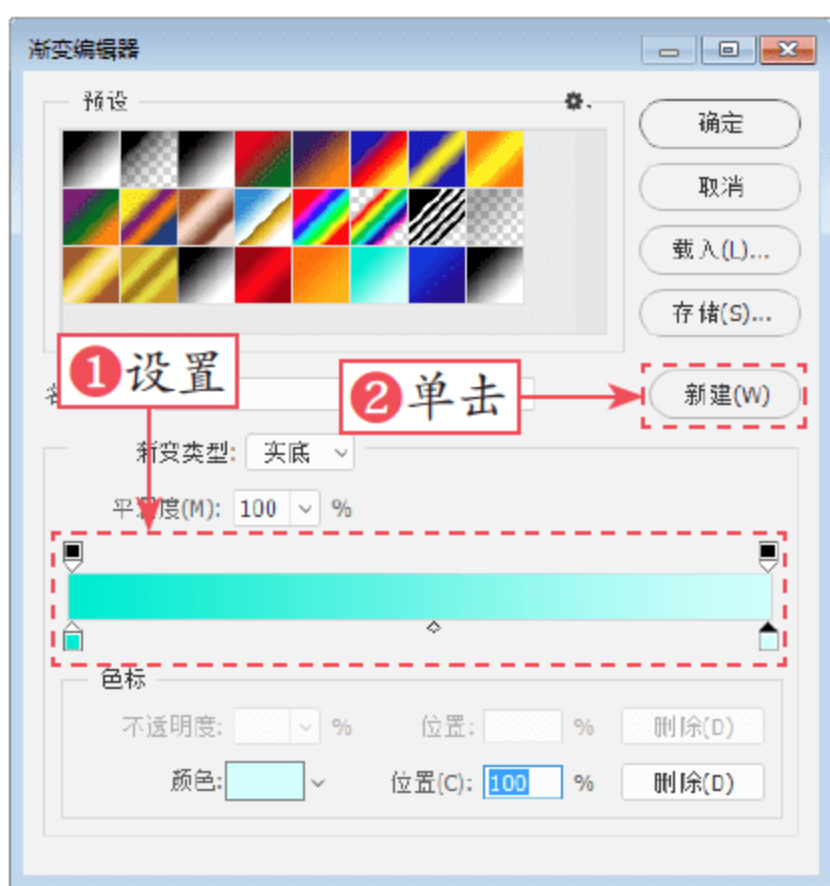 渐变编辑器
预设
确定
取消
载入(L)...
存储(S)...
❶设置
❷单击
新建(W)
渐变类型: 实底
平滑度(M): 100 %
色标
不透明度: % 位置: % 删除(D)
颜色: 位置(C): 100 % 删除(D)